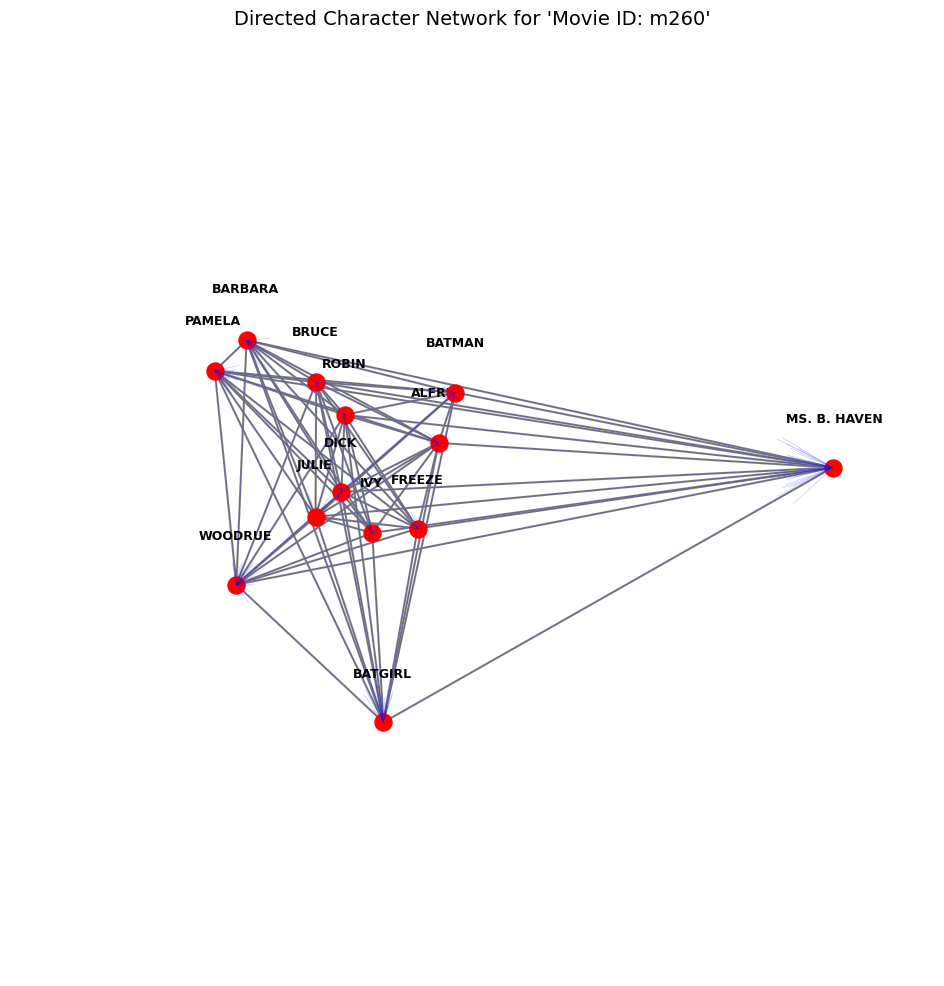 Directed Character Network for 'Movie ID: m260'
BARBARA
PAMELA
BRUCE
BATMAN
ROBIN
ALFR
MS. B. HAVEN
DICK
JULIE
IVY
FREEZE
WOODRUE
BATGIRL